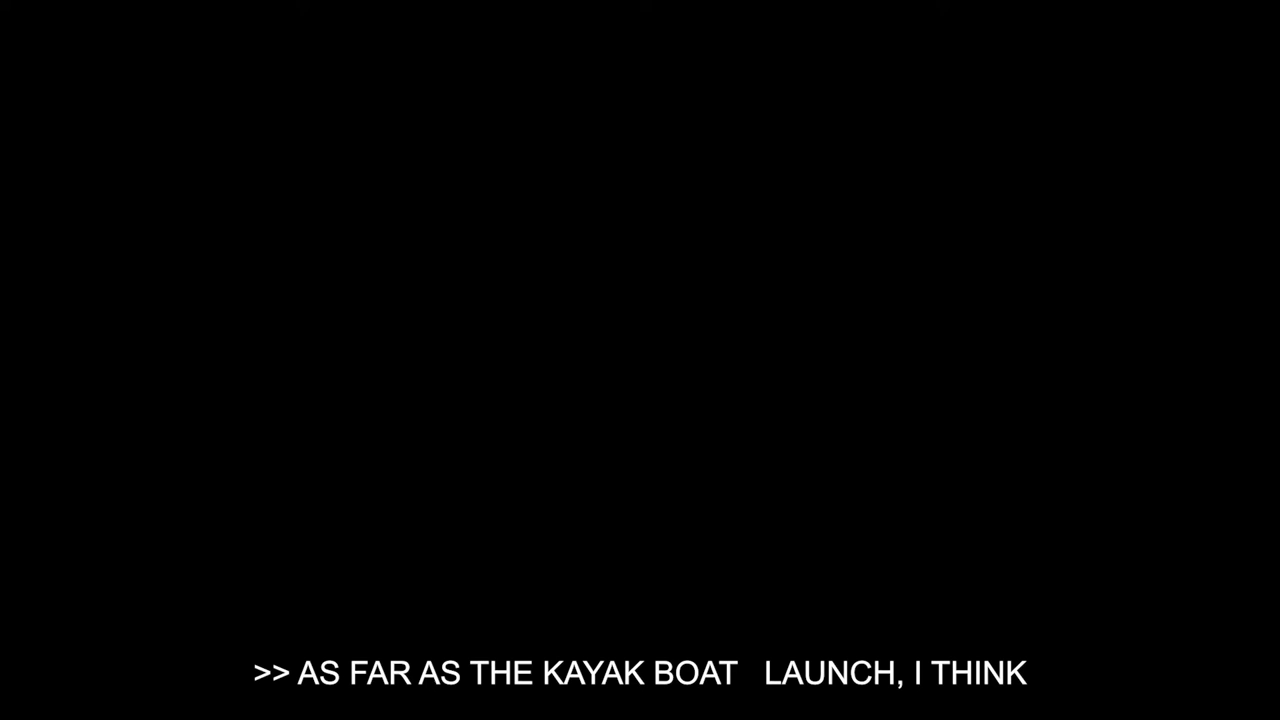 >> AS FAR AS THE KAYAK BOAT   LAUNCH, I THINK